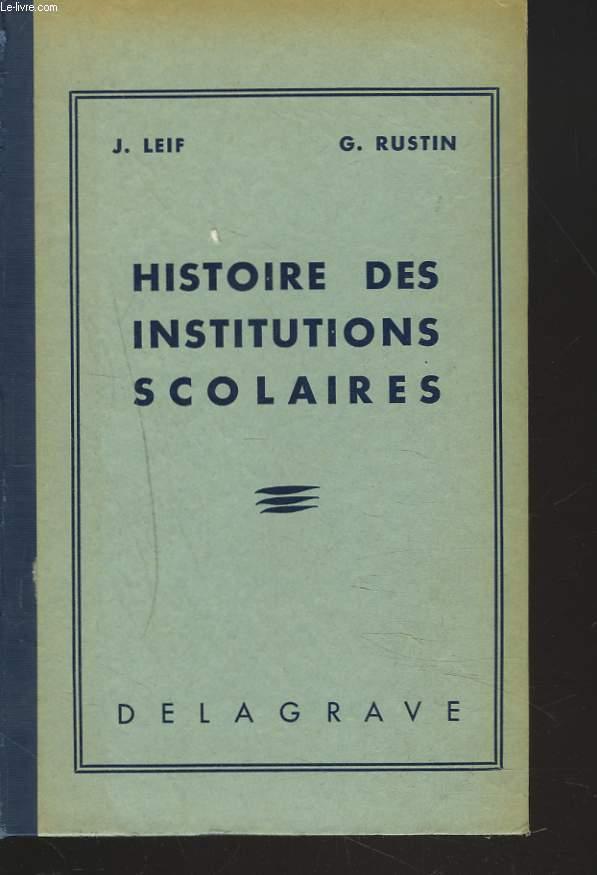 Le-livre.com
J. LEIF G. RUSTIN
HISTOIRE DES
INSTITUTIONS
SCOLAIRES
DELAGRAVE